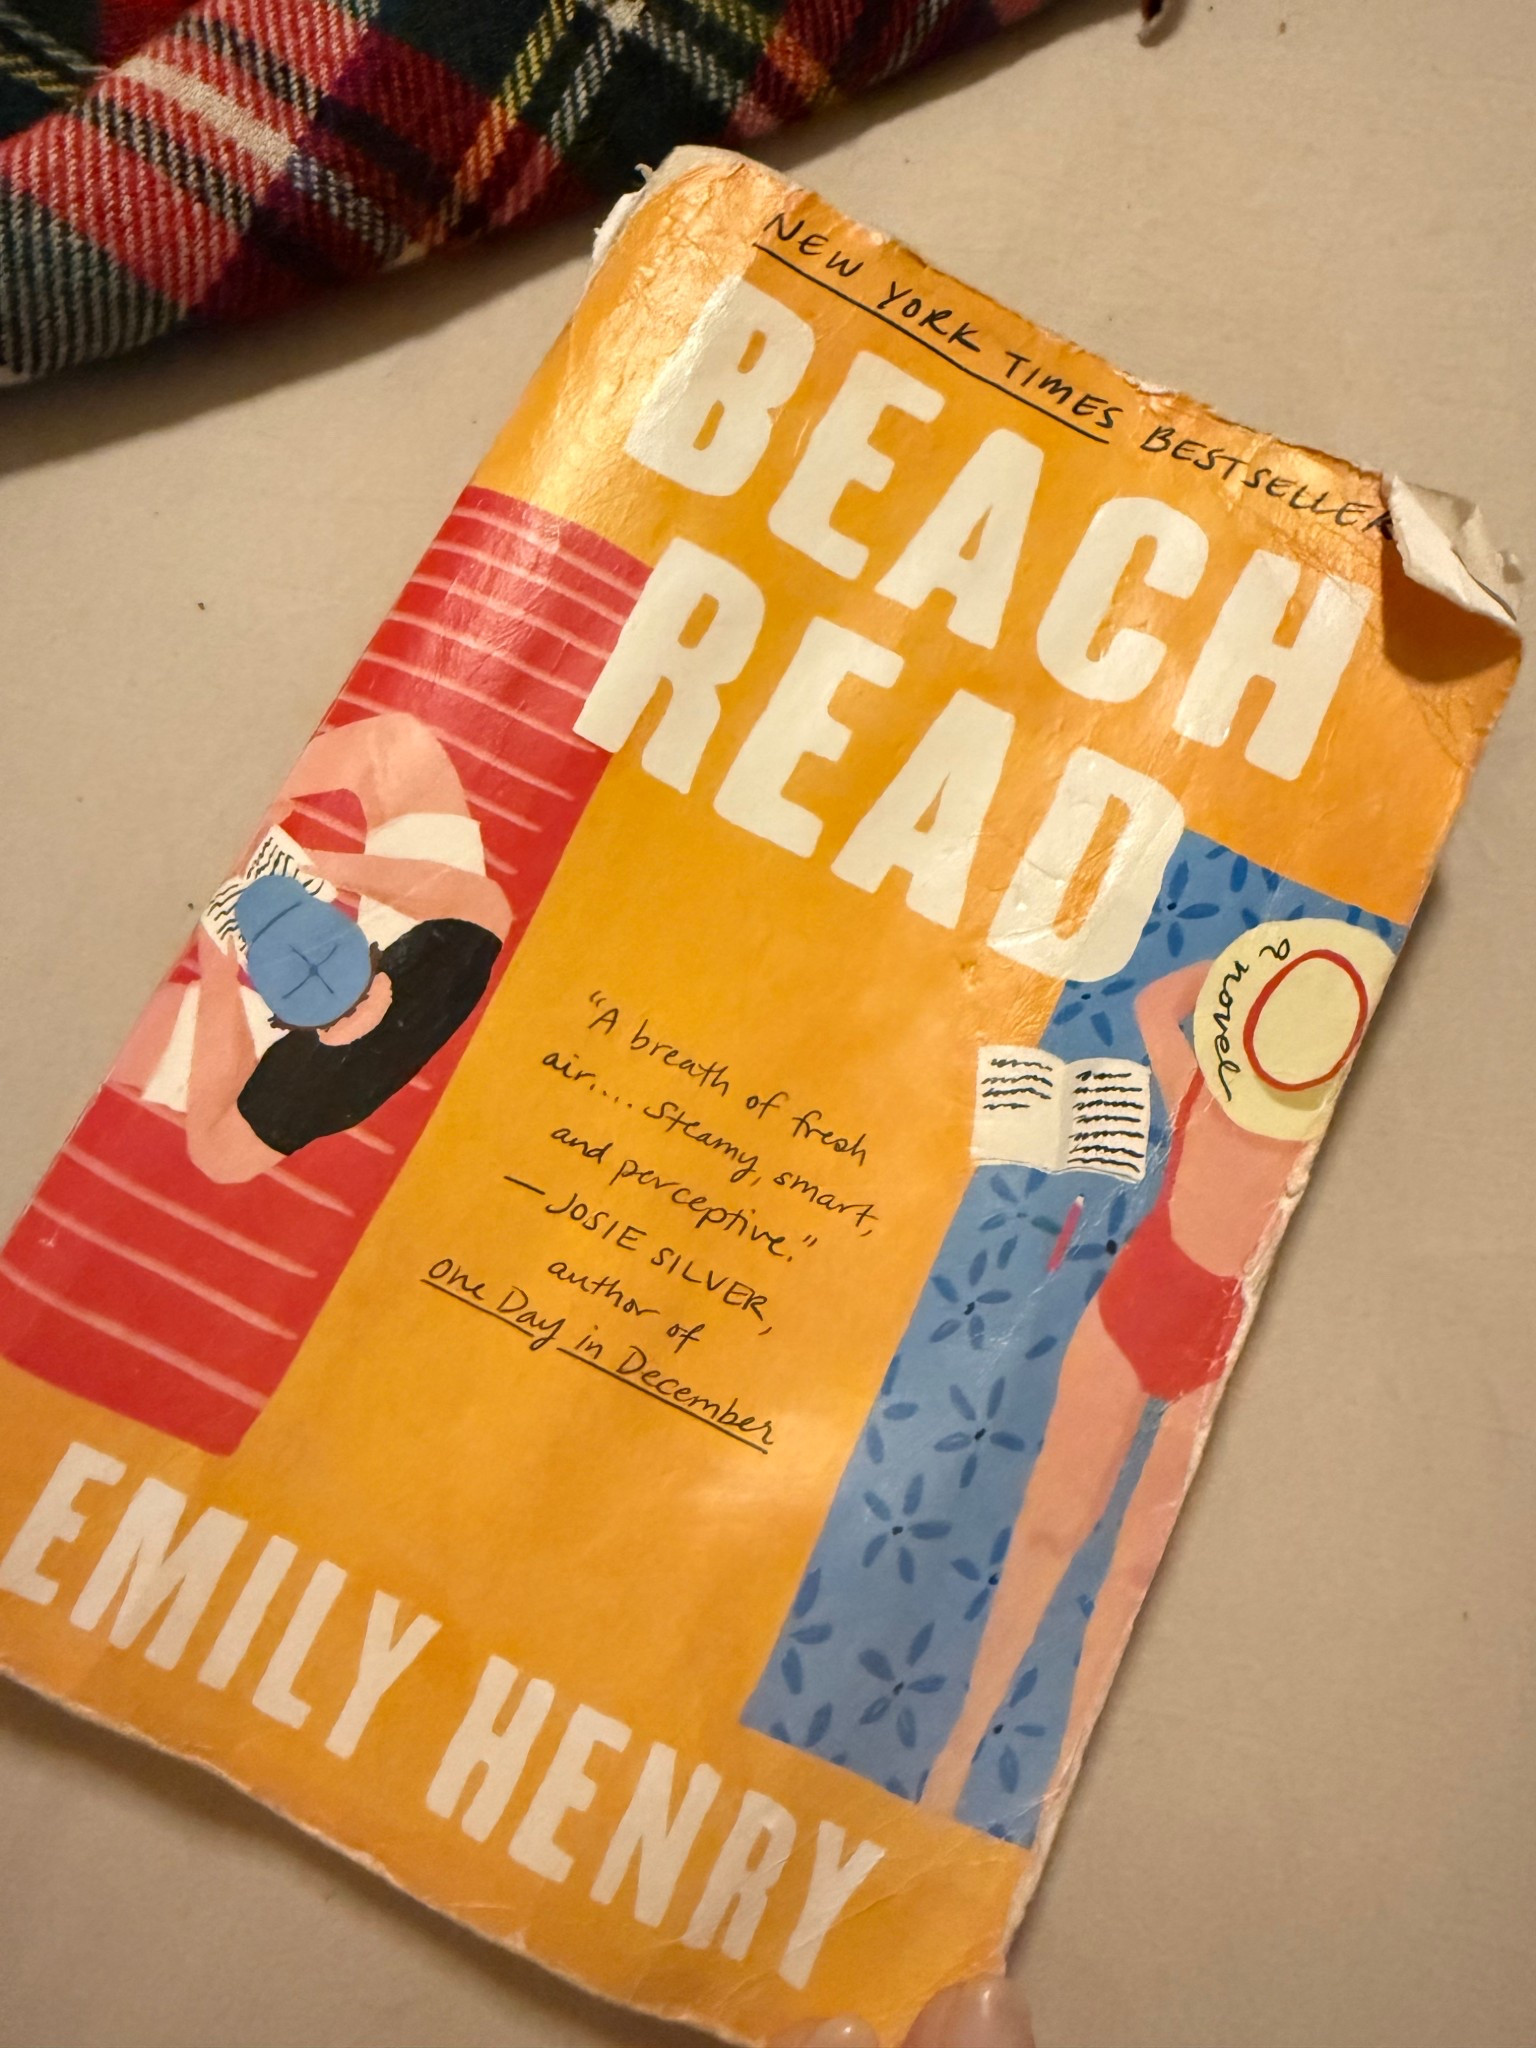 NEW YORK TIMES BESTSELLER
BEACH
READ
a novel
"A breath of fresh
air... Steamy, smart,
and perceptive."
—JOSIE SILVER,
author of
One Day in December
EMILY HENRY